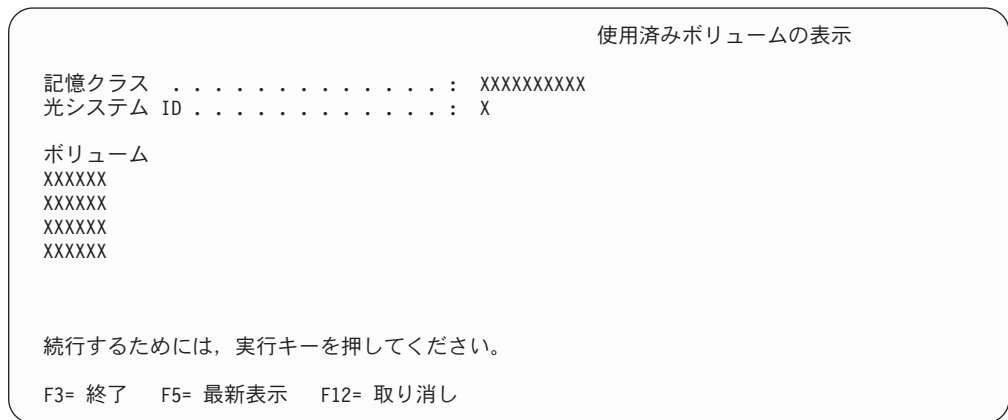 使用済みボリュームの表示
記憶クラス . . . . . . . . . . . . . : XXXXXXXXXX
光システム ID . . . . . . . . . . . . . : X
ボリューム
XXXXXX
XXXXXX
XXXXXX
XXXXXX
続行するためには，実行キーを押してください。
F3= 終了 F5= 最新表示 F12= 取り消し